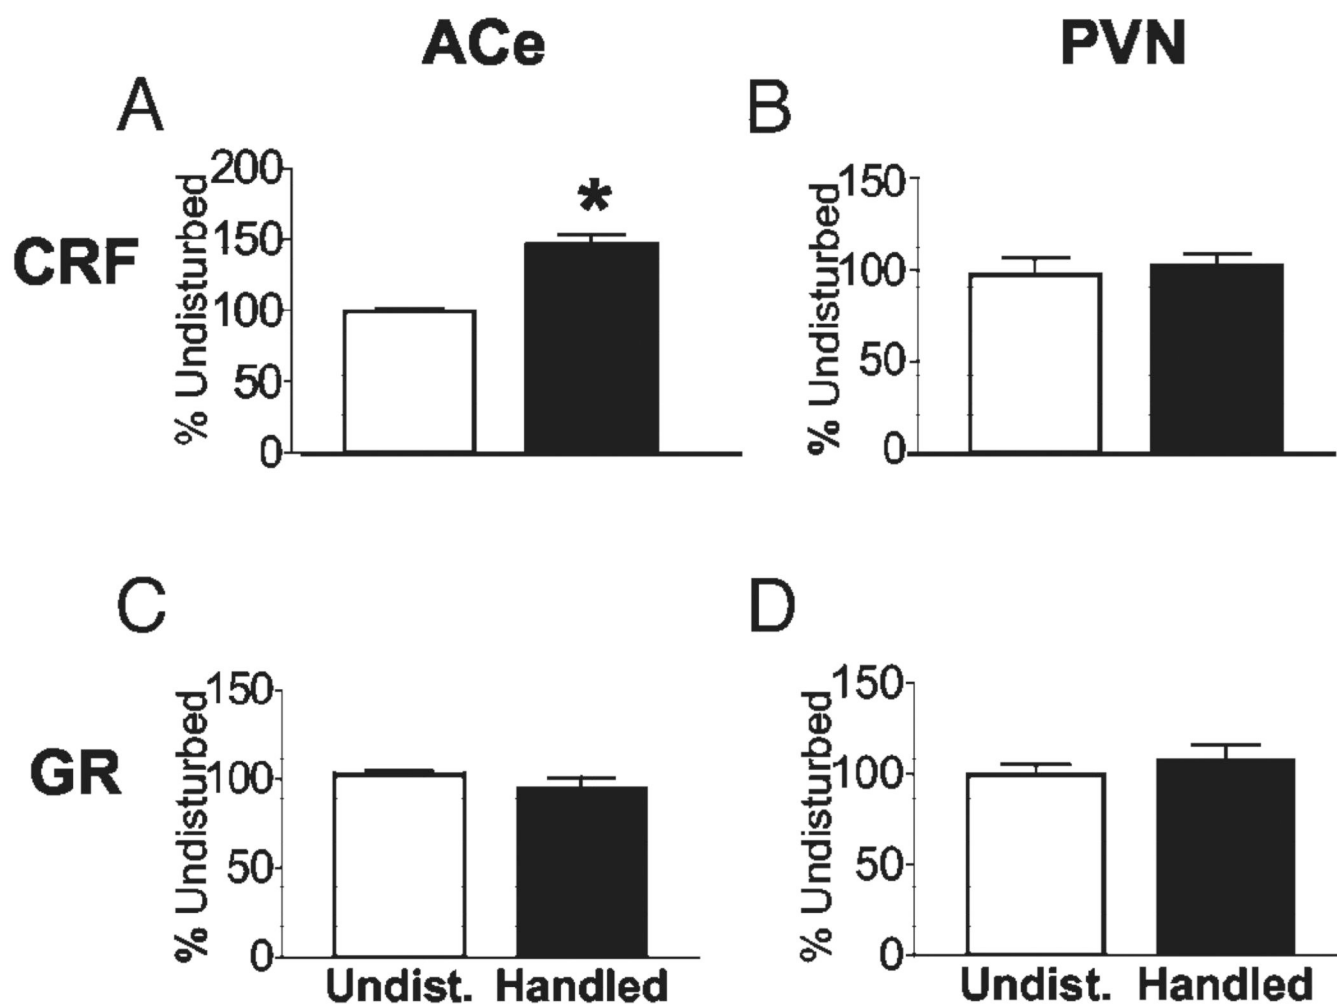 ACe
PVN
A
B
CRF
% Undisturbed
200
150
100
50
0
*
% Undisturbed
150
100
50
0
C
D
GR
% Undisturbed
150
100
50
0
Undist. Handled
% Undisturbed
150
100
50
0
Undist. Handled